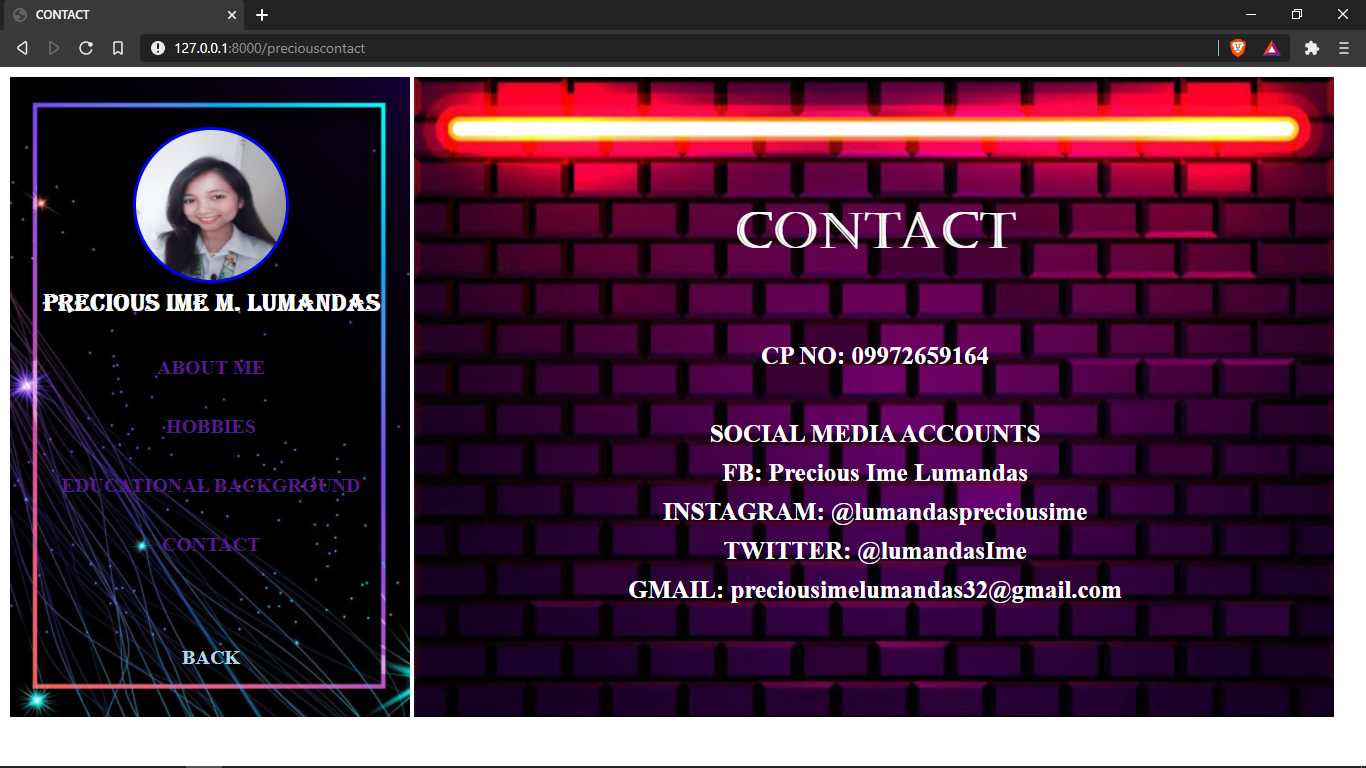 CONTACT
127.0.0.1:8000/preciouscontact
PRECIOUS IME M. LUMANDAS
ABOUT ME
HOBBIES
EDUCATIONAL BACKGROUND
CONTACT
BACK
CONTACT
CP NO: 09972659164
SOCIAL MEDIA ACCOUNTS
FB: Precious Ime Lumandas
INSTAGRAM: @lumandaspreciousime
TWITTER: @lumandasIme
GMAIL: preciousimelumandas32@gmail.com